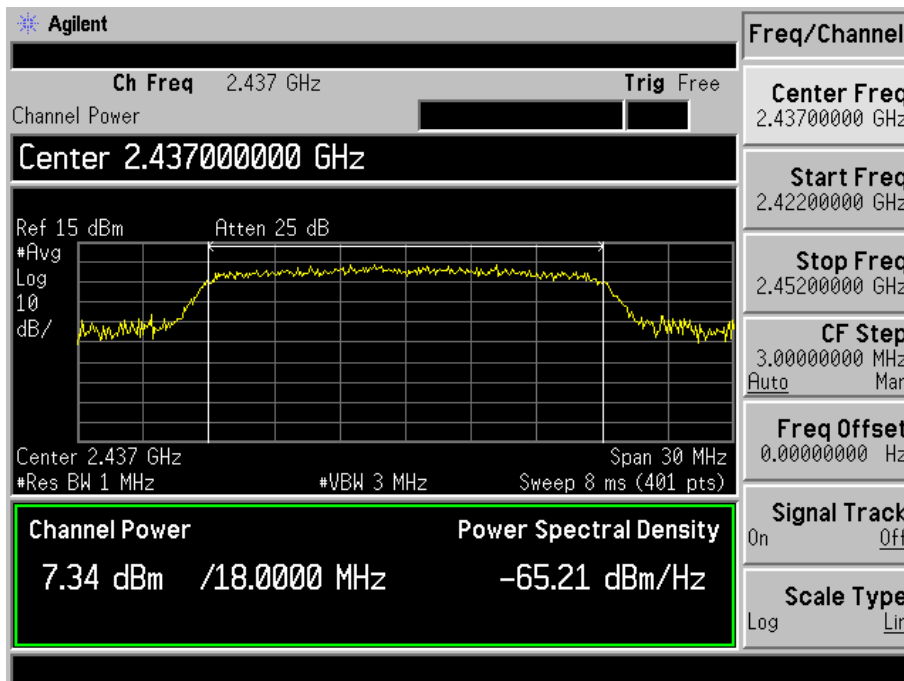 Agilent
Freq/Channel
Ch Freq 2.437 GHz Trig Free
Channel Power
Center 2.437000000 GHz
Ref 15 dBm Atten 25 dB
#Avg
Log
10
dB/
Center 2.437 GHz Span 30 MHz
#Res BW 1 MHz #VBW 3 MHz Sweep 8 ms (401 pts)
Channel Power Power Spectral Density
7.34 dBm /18.0000 MHz -65.21 dBm/Hz
Center Freq
2.43700000 GHz
Start Freq
2.42200000 GHz
Stop Freq
2.45200000 GHz
CF Step
3.00000000 MHz
Auto Man
Freq Offset
0.00000000 Hz
Signal Track
On Off
Scale Type
Log Lin